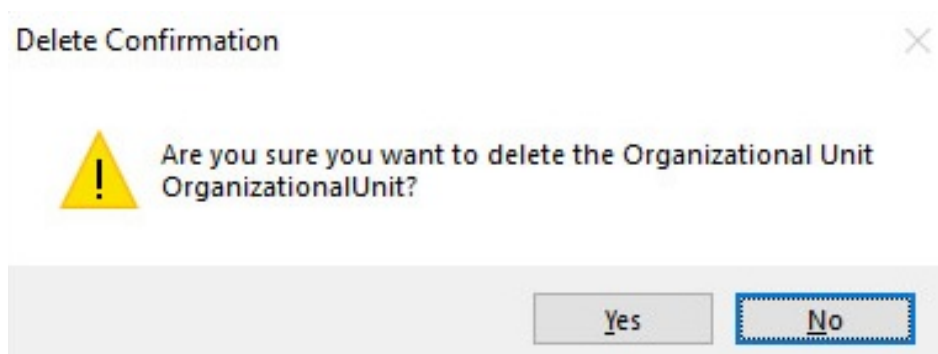 Delete Confirmation
Are you sure you want to delete the Organizational Unit
OrganizationalUnit?
Yes
No